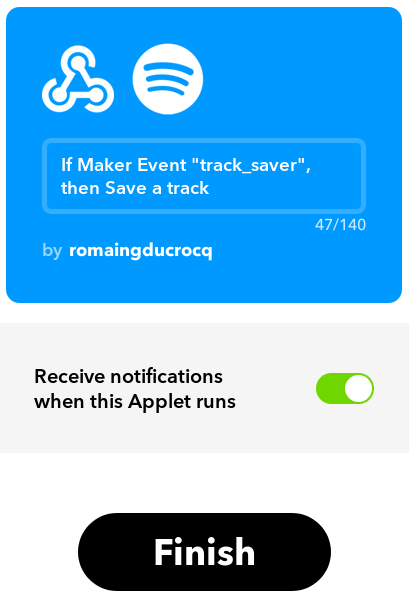 If Maker Event "track_saver",
then Save a track
47/140
by romaingducrocq
Receive notifications
when this Applet runs
Finish